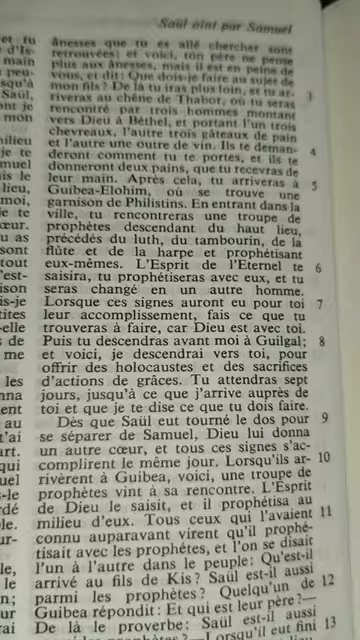 Saül oint par Samuel
ânesses que tu es allé chercher sont
retrouvées; et voici, ton père ne pense
plus aux ânesses, mais il est en peine de
vous, et dit: Que dois-je faire au sujet de
mon fils? De là tu iras plus loin, et tu ar- 3
riveras au chêne de Thabor, où tu seras
rencontré par trois hommes montant
vers Dieu à Béthel, et portant l'un trois
chevreaux, l'autre trois gâteaux de pain
et l'autre une outre de vin. Ils te deman- 4
deront comment tu te portes, et ils te
donneront deux pains, que tu recevras de
leur main. Après cela, tu arriveras à 5
Guibea-Elohim, où se trouve une
garnison de Philistins. En entrant dans la
ville, tu rencontreras une troupe de
prophètes descendant du haut lieu,
précédés du luth, du tambourin, de la
flûte et de la harpe et prophétisant
eux-mêmes. L'Esprit de l'Eternel te 6
saisira, tu prophétiseras avec eux, et tu
seras changé en un autre homme.
Lorsque ces signes auront eu pour toi 7
leur accomplissement, fais ce que tu
trouveras à faire, car Dieu est avec toi.
Puis tu descendras avant moi à Guilgal; 8
et voici, je descendrai vers toi, pour
offrir des holocaustes et des sacrifices
d'actions de grâces. Tu attendras sept
jours, jusqu'à ce que j'arrive auprès de
toi et que je te dise ce que tu dois faire.
Dès que Saül eut tourné le dos pour 9
se séparer de Samuel, Dieu lui donna
un autre cœur, et tous ces signes s'ac-
complirent le même jour. Lorsqu'ils ar- 10
rivèrent à Guibea, voici, une troupe de
prophètes vint à sa rencontre. L'Esprit
de Dieu le saisit, et il prophétisa au
milieu d'eux. Tous ceux qui l'avaient 11
connu auparavant virent qu'il prophé-
tisait avec les prophètes, et l'on se disait
l'un à l'autre dans le peuple: Qu'est-il
arrivé au fils de Kis? Saül est-il aussi
parmi les prophètes? Quelqu'un de 12
Guibea répondit: Et qui est leur père?—
De là le proverbe: Saül est-il aussi
Lorsqu'il eut fini 13